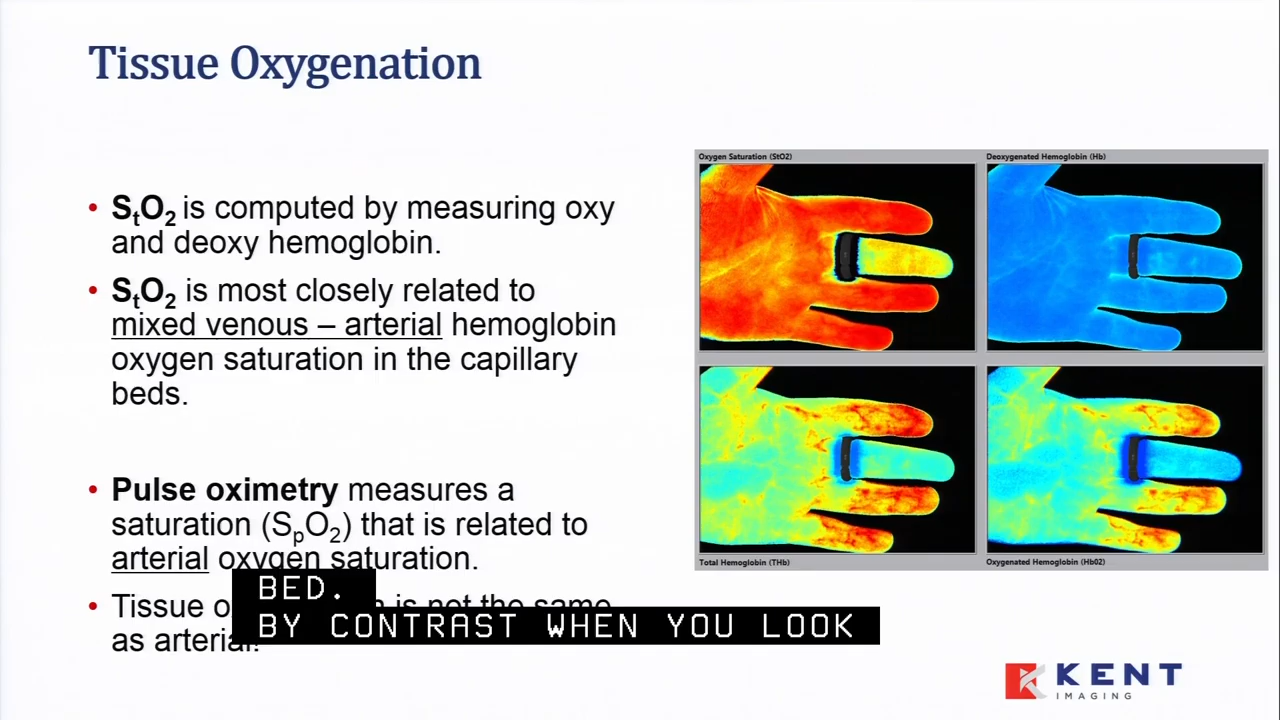 Tissue Oxygenation
• StO2 is computed by measuring oxy
and deoxy hemoglobin.
• StO2 is most closely related to
mixed venous – arterial hemoglobin
oxygen saturation in the capillary
beds.
• Pulse oximetry measures a
saturation (SpO2) that is related to
arterial oxygen saturation.
• Tissue is not the same
as arterial.
Oxygen Saturation (StO2)
Deoxygenated Hemoglobin (Hb)
Total Hemoglobin (THb)
Oxygenated Hemoglobin (Hb02)
BED.
BY CONTRAST WHEN YOU LOOK
KENT
IMAGING